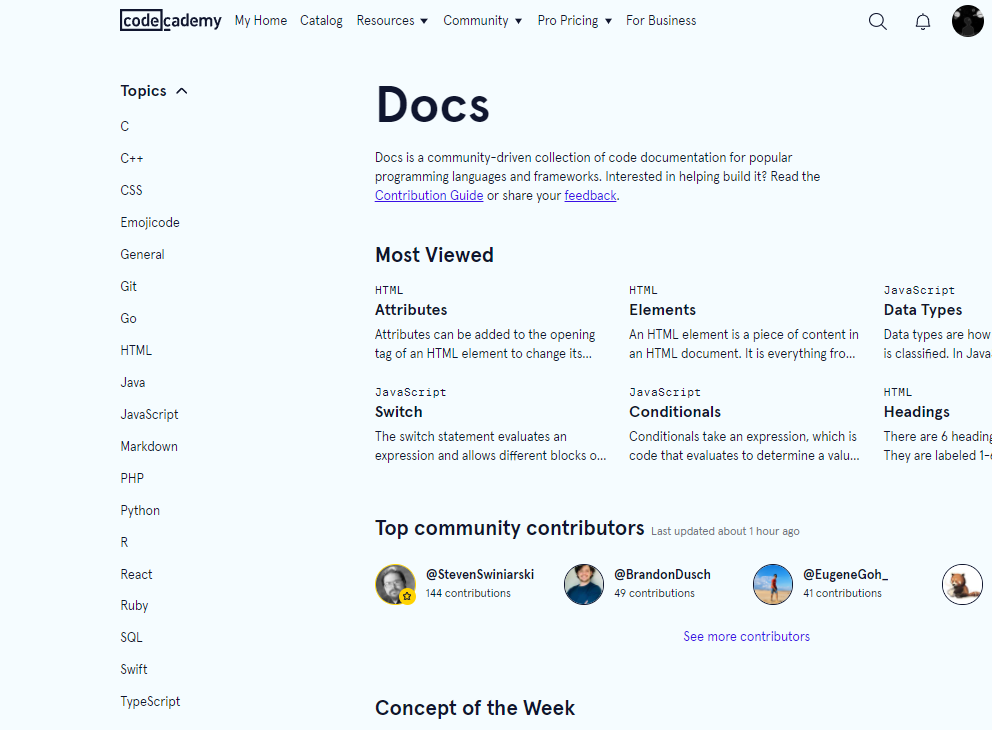 codecademy My Home Catalog Resources Community Pro Pricing For Business
Topics
C
C++
CSS
Emojicode
General
Git
Go
HTML
Java
JavaScript
Markdown
PHP
Python
R
React
Ruby
SQL
Swift
TypeScript
Docs
Docs is a community-driven collection of code documentation for popular
programming languages and frameworks. Interested in helping build it? Read the
Contribution Guide or share your feedback.
Most Viewed
HTML
Attributes
Attributes can be added to the opening
tag of an HTML element to change its...
HTML
Elements
An HTML element is a piece of content in
an HTML document. It is everything fro...
JavaScript
Data Types
Data types are how
is classified. In Java
JavaScript
Switch
The switch statement evaluates an
expression and allows different blocks o...
JavaScript
Conditionals
Conditionals take an expression, which is
code that evaluates to determine a valu...
HTML
Headings
There are 6 heading
They are labeled 1-
Top community contributors Last updated about 1 hour ago
@StevenSwiniarski
144 contributions
@BrandonDusch
49 contributions
@EugeneGoh_
41 contributions
See more contributors
Concept of the Week